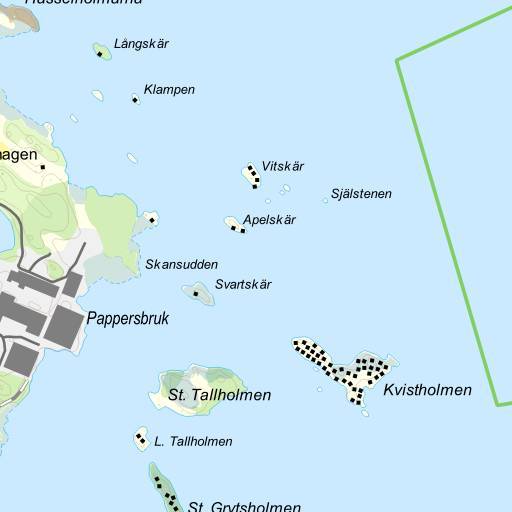 Hasselholmarna
Långskär
Klampen
hagen
Vitskär
Själstenen
Apelskär
Skansudden
Svartskär
Pappersbruk
St. Tallholmen
Kvistholmen
L. Tallholmen
St. Grytsholmen